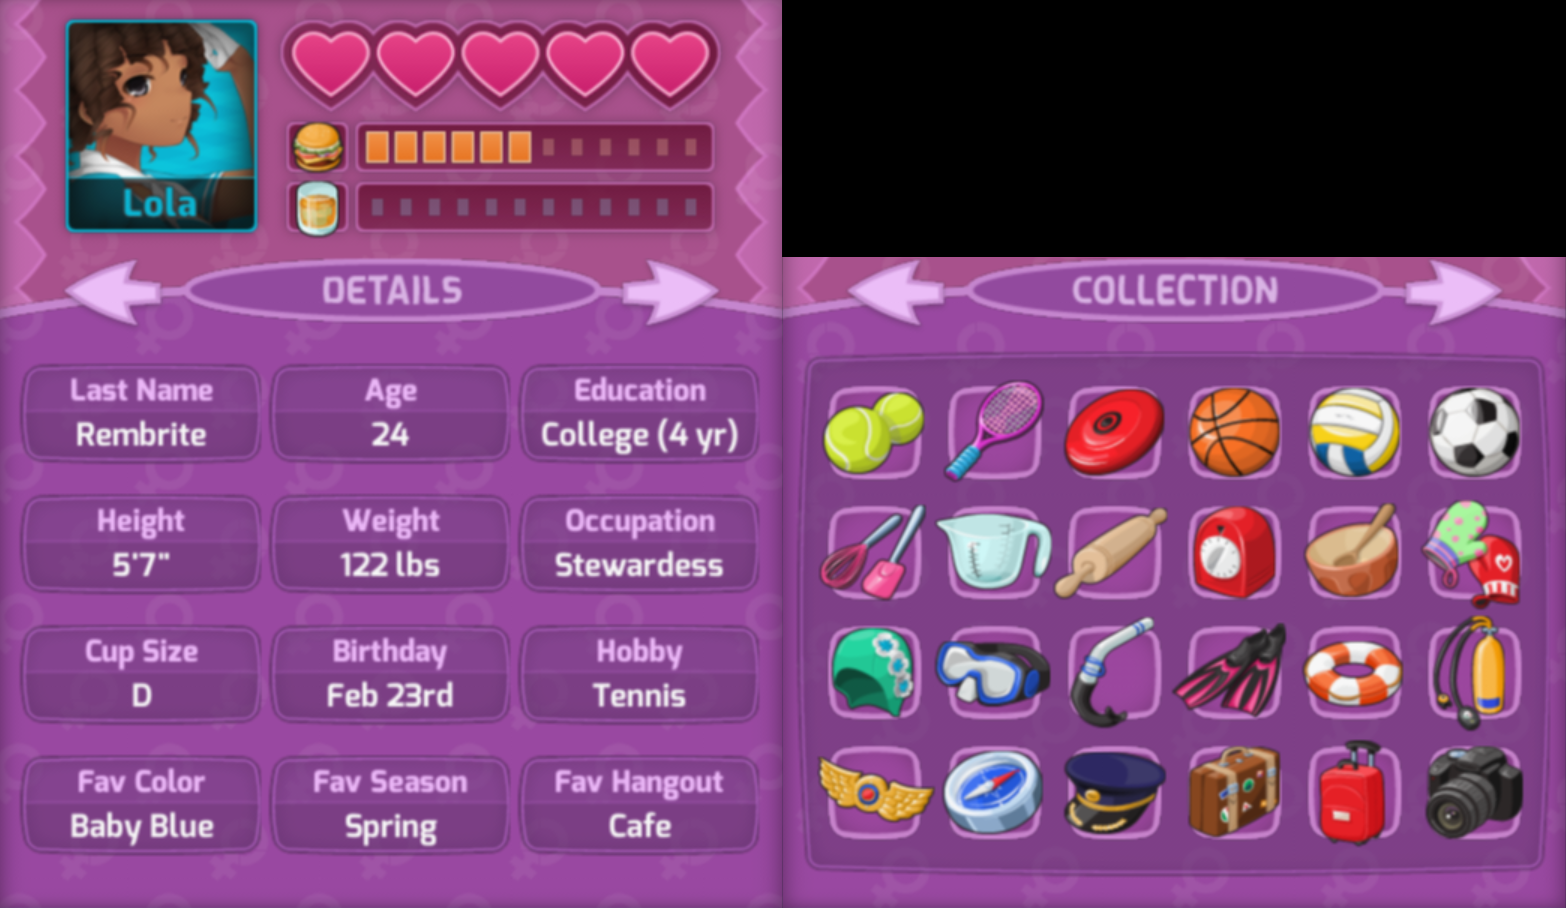 Lola
DETAILS
Last Name
Rembrite
Age
24
Education
College (4 yr)
Height
5'7"
Weight
122 lbs
Occupation
Stewardess
Cup Size
D
Birthday
Feb 23rd
Hobby
Tennis
Fav Color
Baby Blue
Fav Season
Spring
Fav Hangout
Cafe
COLLECTION